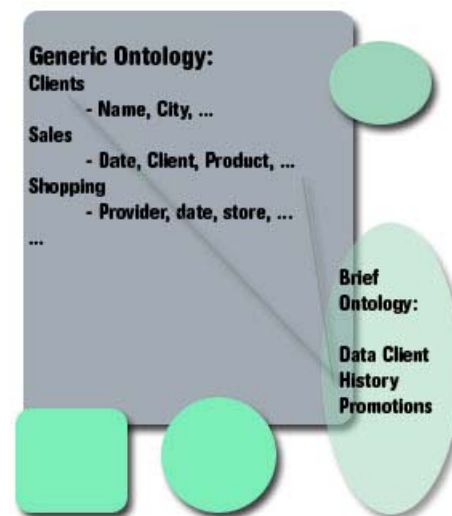 Generic Ontology:
Clients
- Name, City, ...
Sales
- Date, Client, Product, ...
Shopping
- Provider, date, store, ...
...
Brief
Ontology:
Data Client
History
Promotions